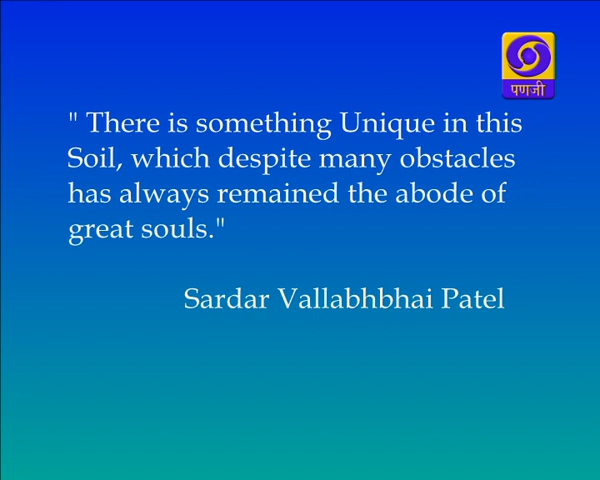 पणजी
" There is something Unique in this
Soil, which despite many obstacles
has always remained the abode of
great souls."
Sardar Vallabhbhai Patel